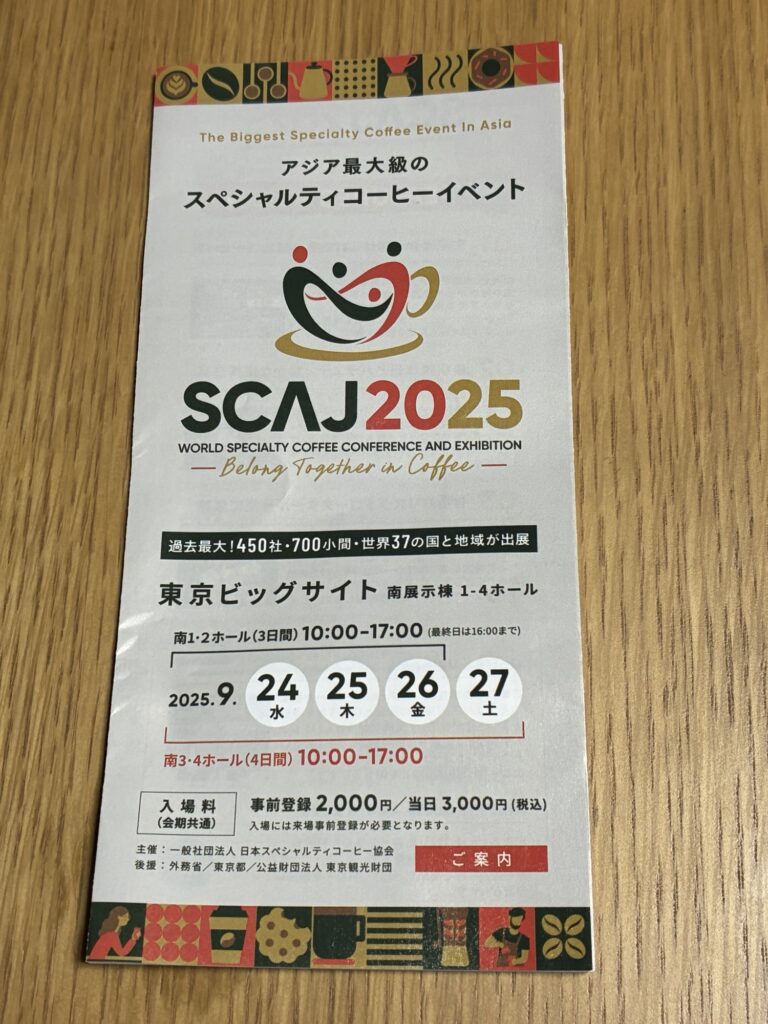 The Biggest Specialty Coffee Event In Asia
アジア最大級の
スペシャルティコーヒーイベント
SCAJ2025
WORLD SPECIALTY COFFEE CONFERENCE AND EXHIBITION
Belong Together in Coffee
過去最大!450社・700小間・世界37の国と地域が出展
東京ビッグサイト 南展示棟 1-4ホール
南1・2ホール(3日間) 10:00-17:00 (最終日は16:00まで)
2025.9. 24 25 26 27
水 木 金 土
南3・4ホール(4日間) 10:00-17:00
入場料 事前登録 2,000円/当日 3,000円(税込)
(会期共通) 入場には来場事前登録が必要となります。
主催:一般社団法人 日本スペシャルティコーヒー協会
後援:外務省/東京都/公益財団法人 東京観光財団
ご案内